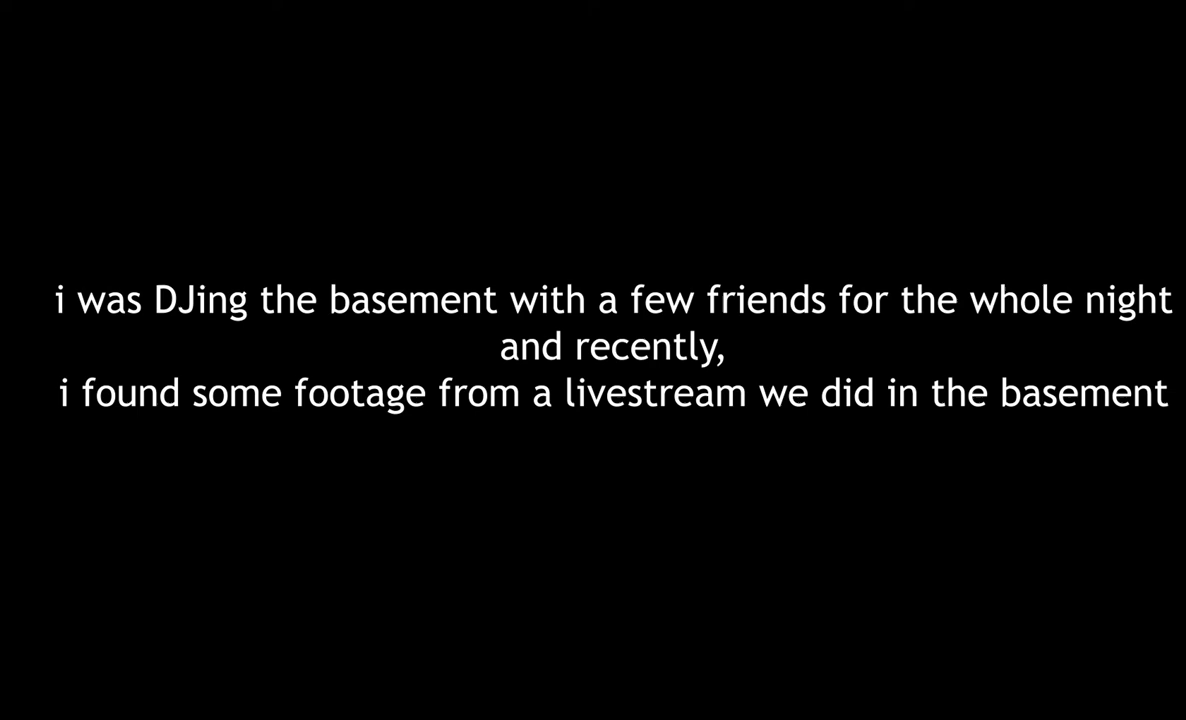 i was DJing the basement with a few friends for the whole night
and recently,
i found some footage from a livestream we did in the basement